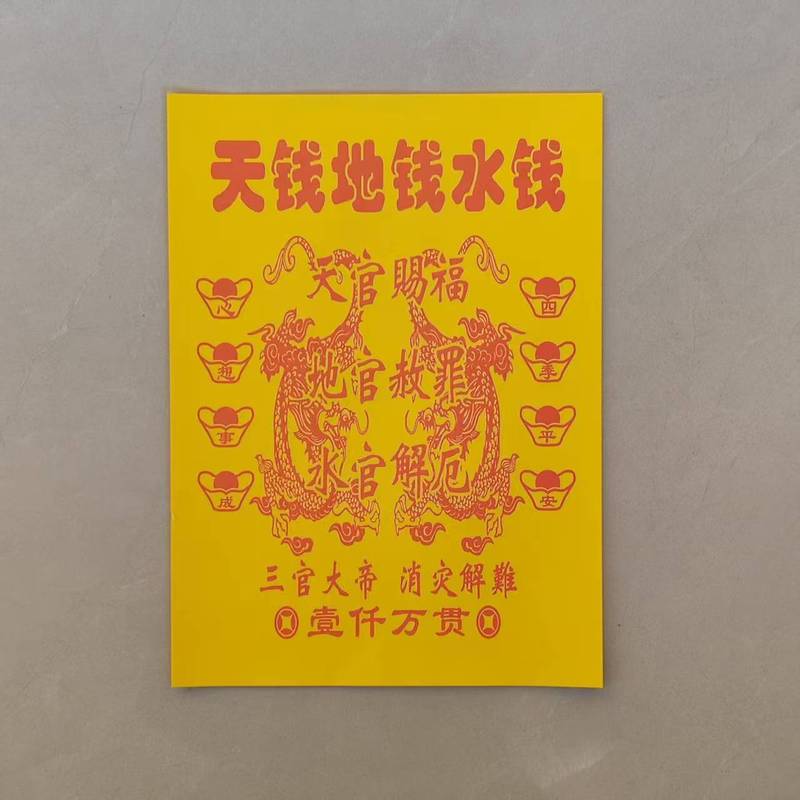 天钱地钱水钱
天官賜福
地官赦罪
水官解厄
心想事成
四季平安
三官大帝 消灾解難
壹仟万贯